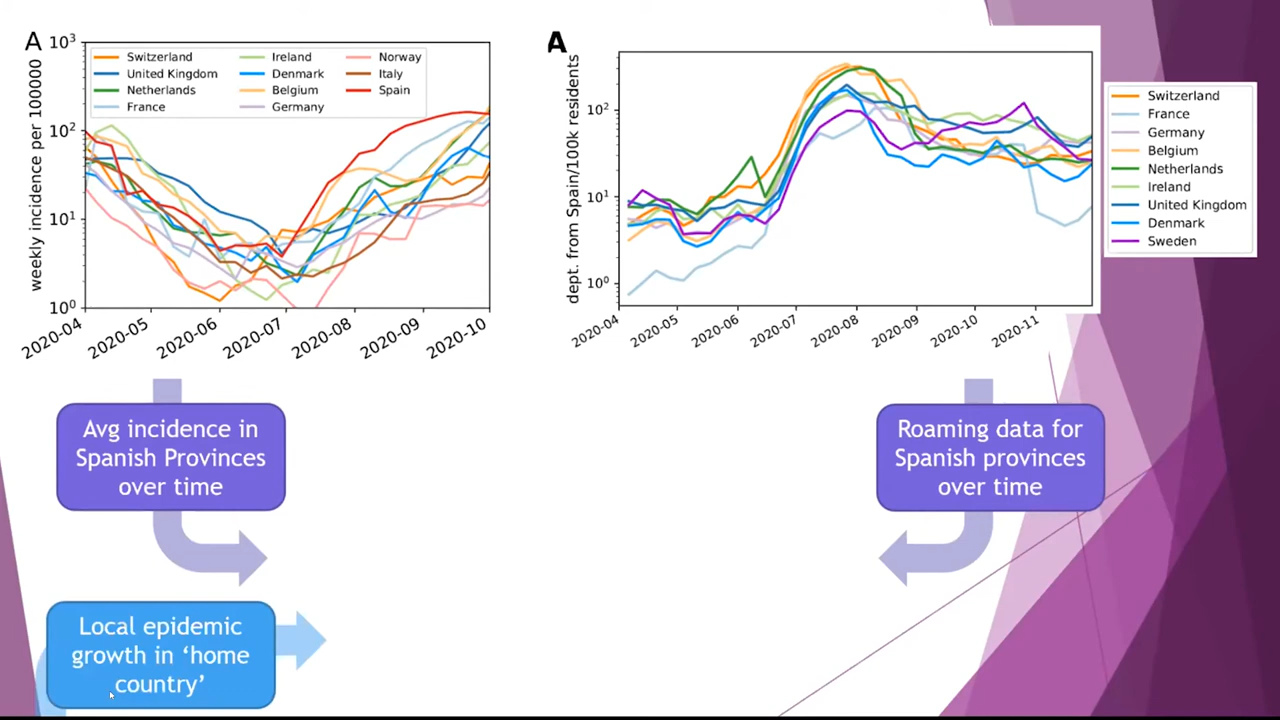 A
weekly incidence per 100000
10³
10²
10¹
10⁰
Switzerland
United Kingdom
Netherlands
France
Ireland
Denmark
Belgium
Germany
Norway
Italy
Spain
2020-04
2020-05
2020-06
2020-07
2020-08
2020-09
2020-10
A
dept. from Spain/100k residents
10²
10¹
10⁰
2020-04
2020-05
2020-06
2020-07
2020-08
2020-09
2020-10
2020-11
Switzerland
France
Germany
Belgium
Netherlands
Ireland
United Kingdom
Denmark
Sweden
Avg incidence in
Spanish Provinces
over time
Roaming data for
Spanish provinces
over time
Local epidemic
growth in ‘home
country’